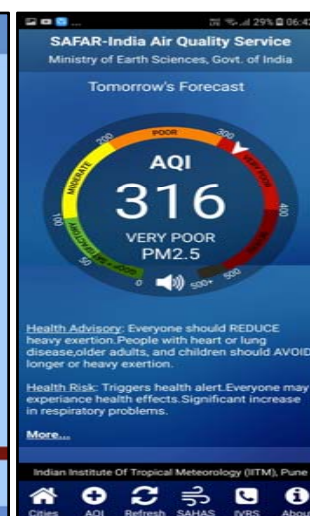 29% 06:43
SAFAR-India Air Quality Service
Ministry of Earth Sciences, Govt. of India
Tomorrow's Forecast
POOR
200
300
MODERATE
VERY POOR
AQI
316
VERY POOR
PM2.5
100
400
GOOD + SATISFACTORY
50
0
500
500+
Health Advisory: Everyone should REDUCE
heavy exertion.People with heart or lung
disease,older adults, and children should AVOID
longer or heavy exertion.
Health Risk: Triggers health alert.Everyone may
experiance health effects.Significant increase
in respiratory problems.
More...
Indian Institute Of Tropical Meteorology (IITM), Pune
Cities AQI Refresh SAHAS IVRS About